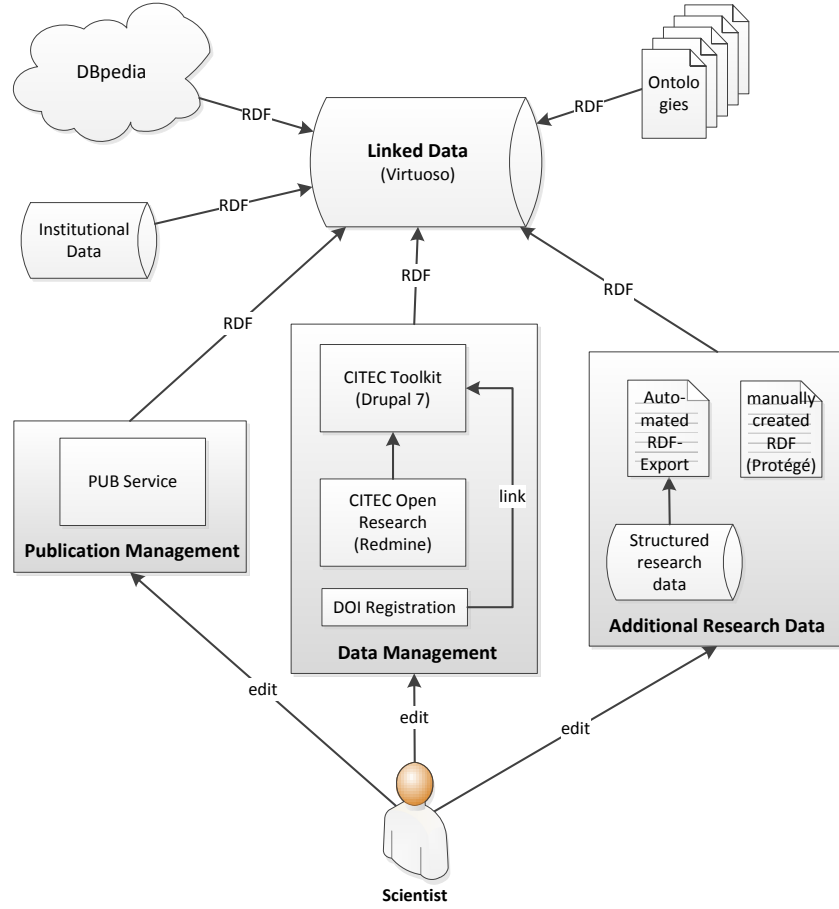 DBpedia
Ontolo
gies
RDF
RDF
Linked Data
(Virtuoso)
Institutional
Data
RDF
RDF
RDF
RDF
CITEC Toolkit
(Drupal 7)
Auto-
mated
RDF-
Export
manually
created
RDF
(Protégé)
PUB Service
CITEC Open
Research
(Redmine)
link
Publication Management
Structured
research
data
DOI Registration
Additional Research Data
Data Management
edit
edit
edit
Scientist